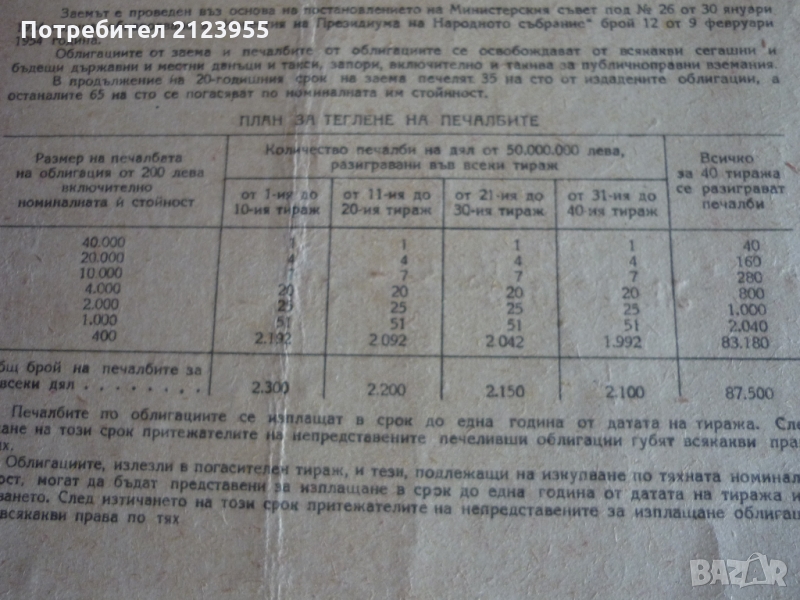 Потребител 2123955
Заемът е проведен въз основа на постановлението на Министерския съвет под № 26 от 30 януари
на Президиума на Народното събрание" брой 12 от 9 февруари
1954 година.
Облигациите от заема и печалбите от облигациите се освобождават от всякакви сегашни и
бъдещи държавни и местни данъци и такси, запори, включително и такива за публичноправни вземания.
В продължение на 20-годишния срок на заема печелят 35 на сто от издадените облигации, а
останалите 65 на сто се погасяват по номиналната им стойност.
ПЛАН ЗА ТЕГЛЕНЕ НА ПЕЧАЛБИТЕ
Размер на печалбата на облигация от 200 лева включително номиналната ѝ стойност
Количество печалби на дял от 50.000.000 лева, разигравани във всеки тираж
Всичко за 40 тиража се разиграват печалби
от 1-ия до 10-ия тираж
от 11-ия до 20-ия тираж
от 21-ия до 30-ия тираж
от 31-ия до 40-ия тираж
40.000 1 1 1 1 40
20.000 4 4 4 4 160
10.000 7 7 7 7 280
4.000 20 20 20 20 800
2.000 25 25 25 25 1.000
1.000 51 51 51 51 2.040
400 2.192 2.092 2.042 1.992 83.180
бщ брой на печалбите за
всеки дял . . . . . . . . 2.300 2.200 2.150 2.100 87.500
Печалбите по облигациите се изплащат в срок до една година от датата на тиража. Сле
ане на този срок притежателите на непредставените печеливши облигации губят всякакви прав
ях.
Облигациите, излезли в погасителен тираж, и тези, подлежащи на изкупване по тяхната номинал
ост, могат да бъдат представени за изплащане в срок до една година от датата на тиража и
ването. След изтичането на този срок притежателите на непредставените за изплащане облигац
всякакви права по тях
BAZAR